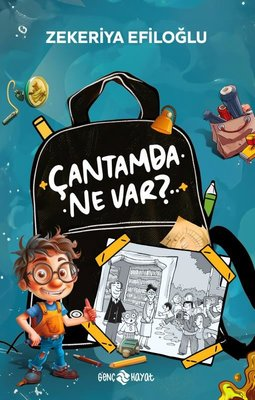 ZEKERİYA EFİLOĞLU
ÇANTAMDA
NE VAR?..
GENÇ HAYAT